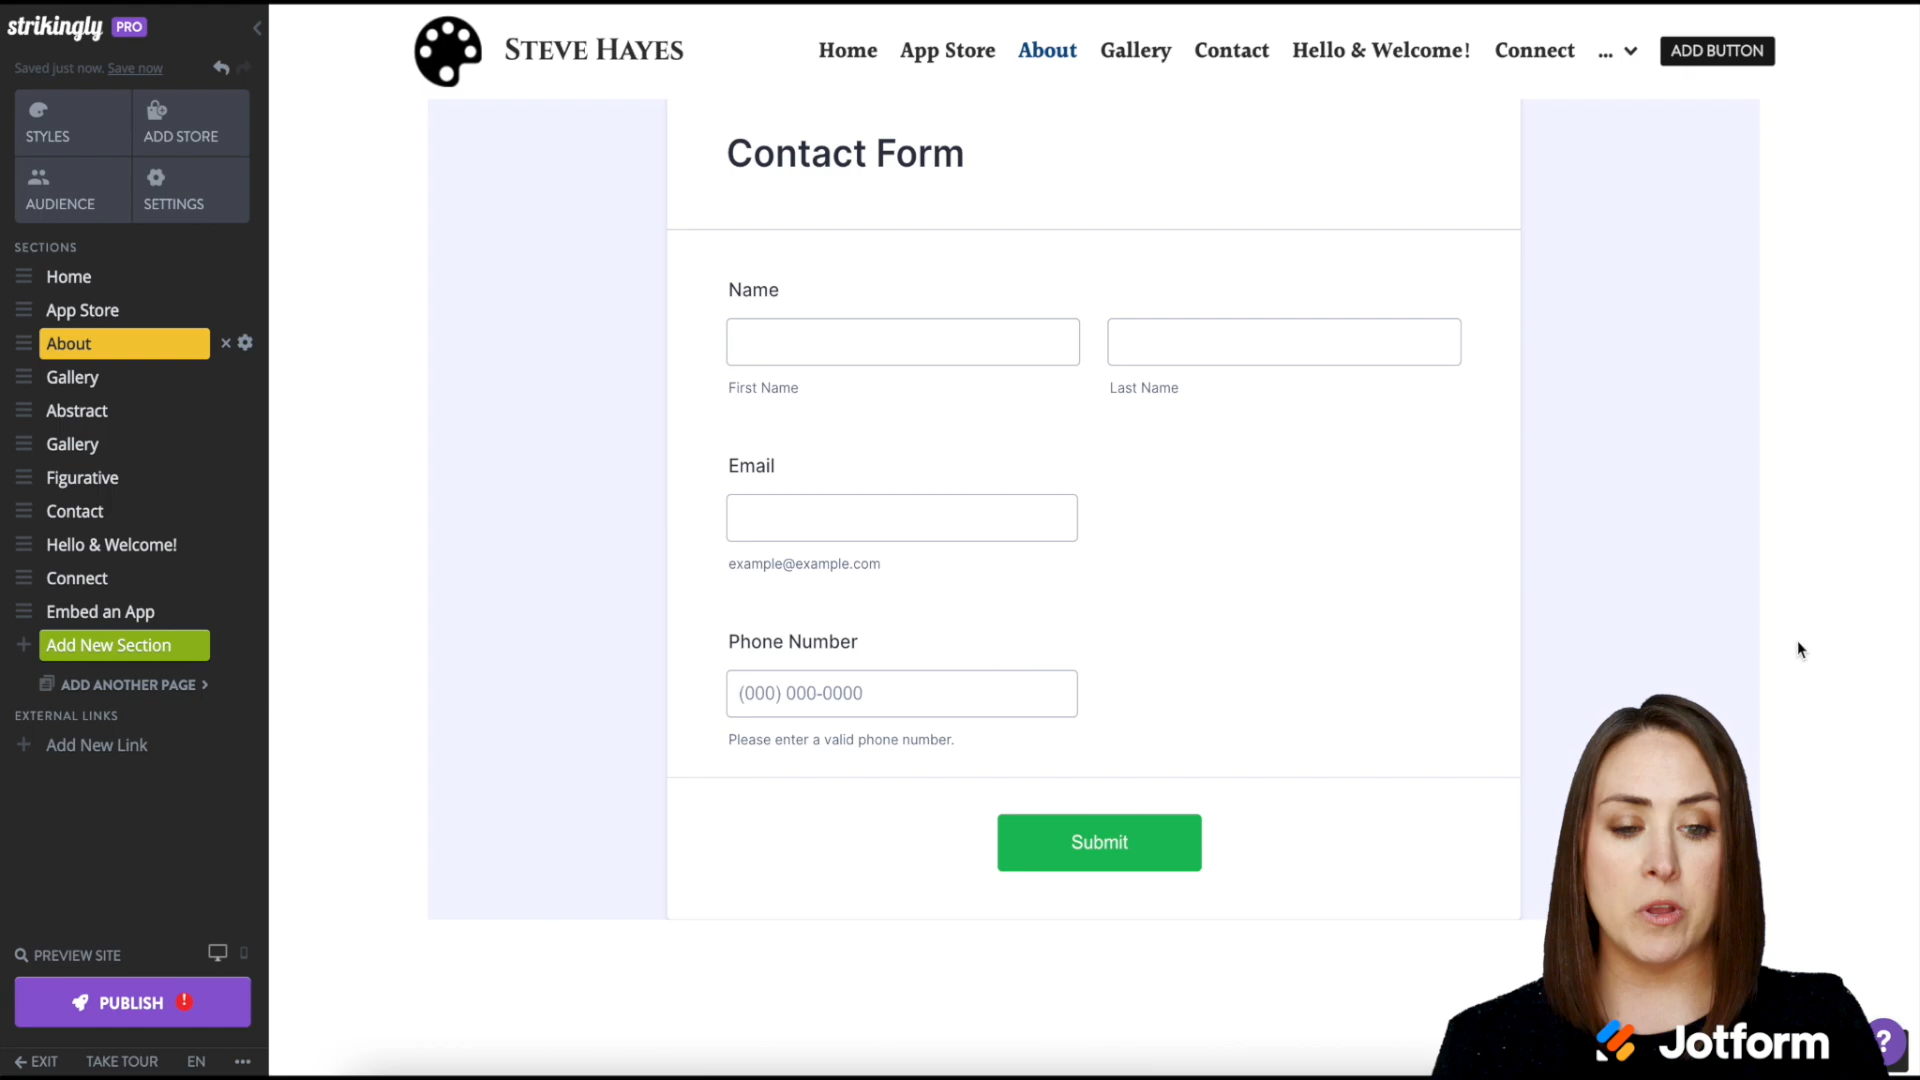 strikingly PRO
Saved just now. Save now
STYLES
ADD STORE
AUDIENCE
SETTINGS
SECTIONS
Home
App Store
About
Gallery
Abstract
Gallery
Figurative
Contact
Hello & Welcome!
Connect
Embed an App
Add New Section
ADD ANOTHER PAGE >
EXTERNAL LINKS
Add New Link
PREVIEW SITE
PUBLISH !
EXIT TAKE TOUR EN ...
STEVE HAYES
Home App Store About Gallery Contact Hello & Welcome! Connect ... ADD BUTTON
Contact Form
Name
First Name Last Name
Email
example@example.com
Phone Number
(000) 000-0000
Please enter a valid phone number.
Submit
Jotform
?